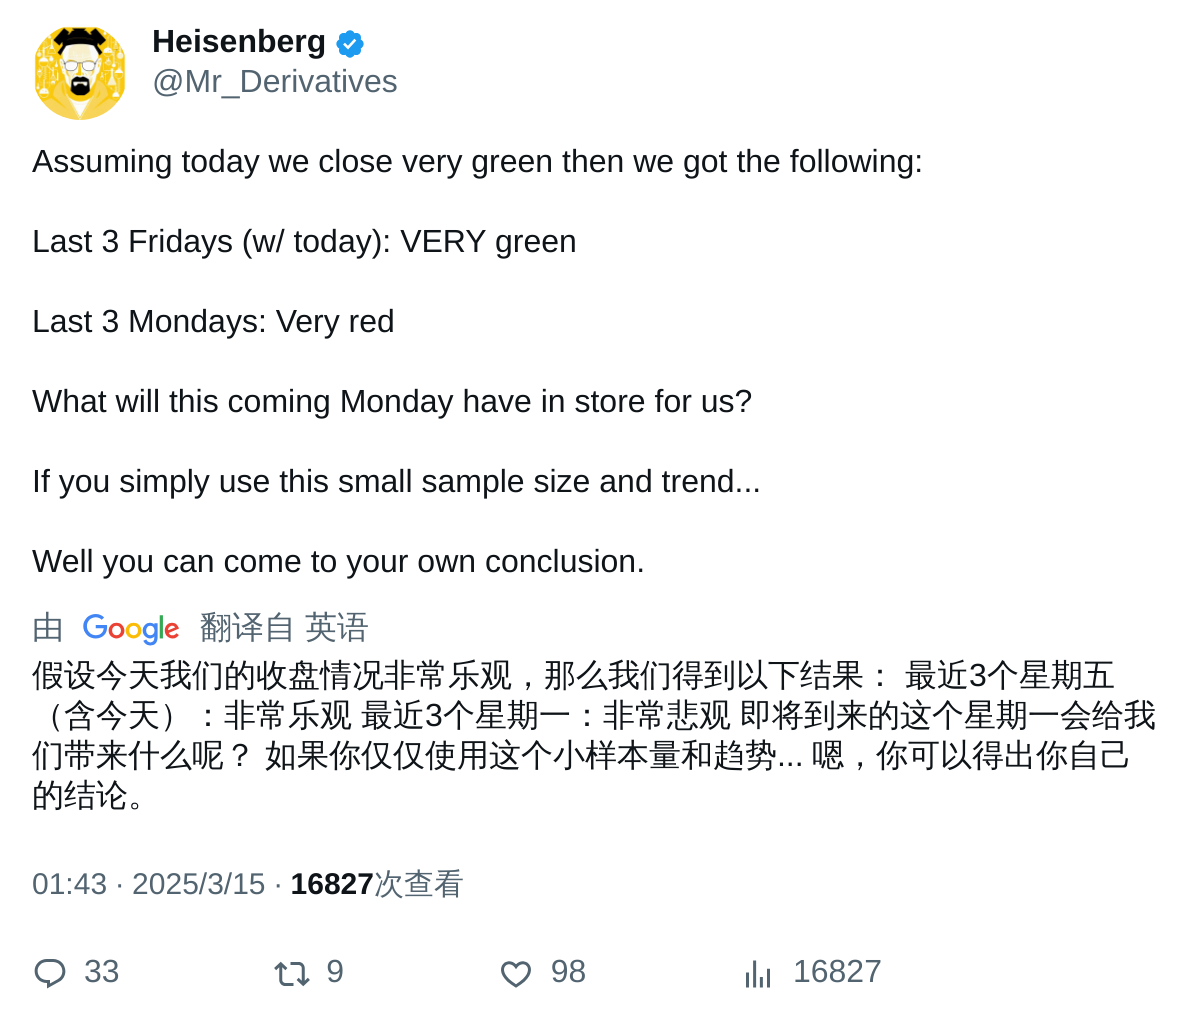 Heisenberg
@Mr_Derivatives
Assuming today we close very green then we got the following:
Last 3 Fridays (w/ today): VERY green
Last 3 Mondays: Very red
What will this coming Monday have in store for us?
If you simply use this small sample size and trend...
Well you can come to your own conclusion.
由 Google 翻译自 英语
假设今天我们的收盘情况非常乐观，那么我们得到以下结果： 最近3个星期五
（含今天）：非常乐观 最近3个星期一：非常悲观 即将到来的这个星期一会给我
们带来什么呢？ 如果你仅仅使用这个小样本量和趋势... 嗯，你可以得出你自己
的结论。
01:43 · 2025/3/15 · 16827次查看
33 9 98 16827